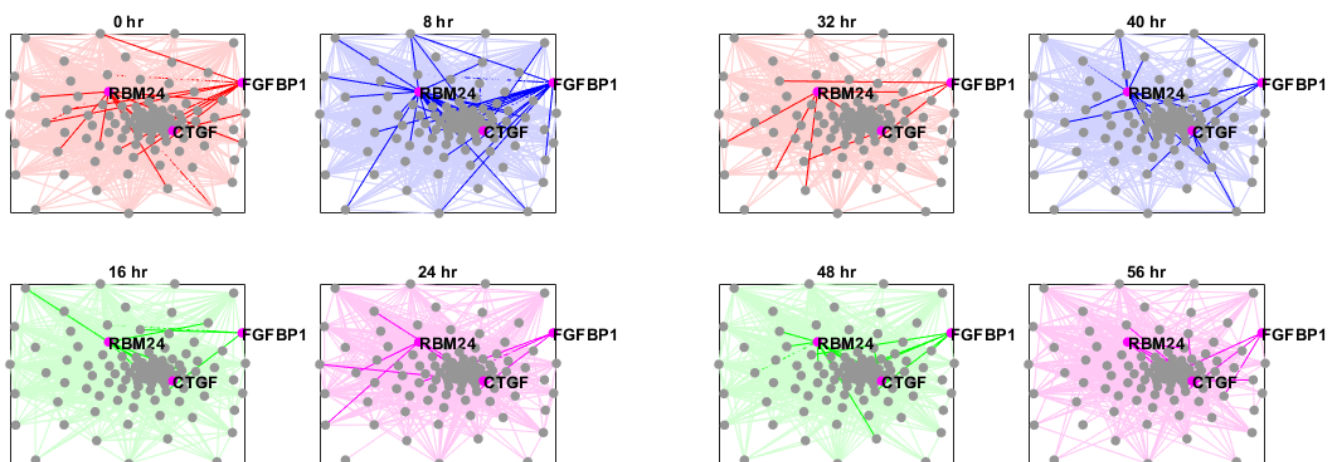 0 hr
8 hr
32 hr
40 hr
RBM24
FGFBP1
CTGF
RBM24
FGFBP1
CTGF
RBM24
FGFBP1
CTGF
RBM24
FGFBP1
CTGF
16 hr
24 hr
48 hr
56 hr
RBM24
FGFBP1
CTGF
RBM24
FGFBP1
CTGF
RBM24
FGFBP1
CTGF
RBM24
FGFBP1
CTGF